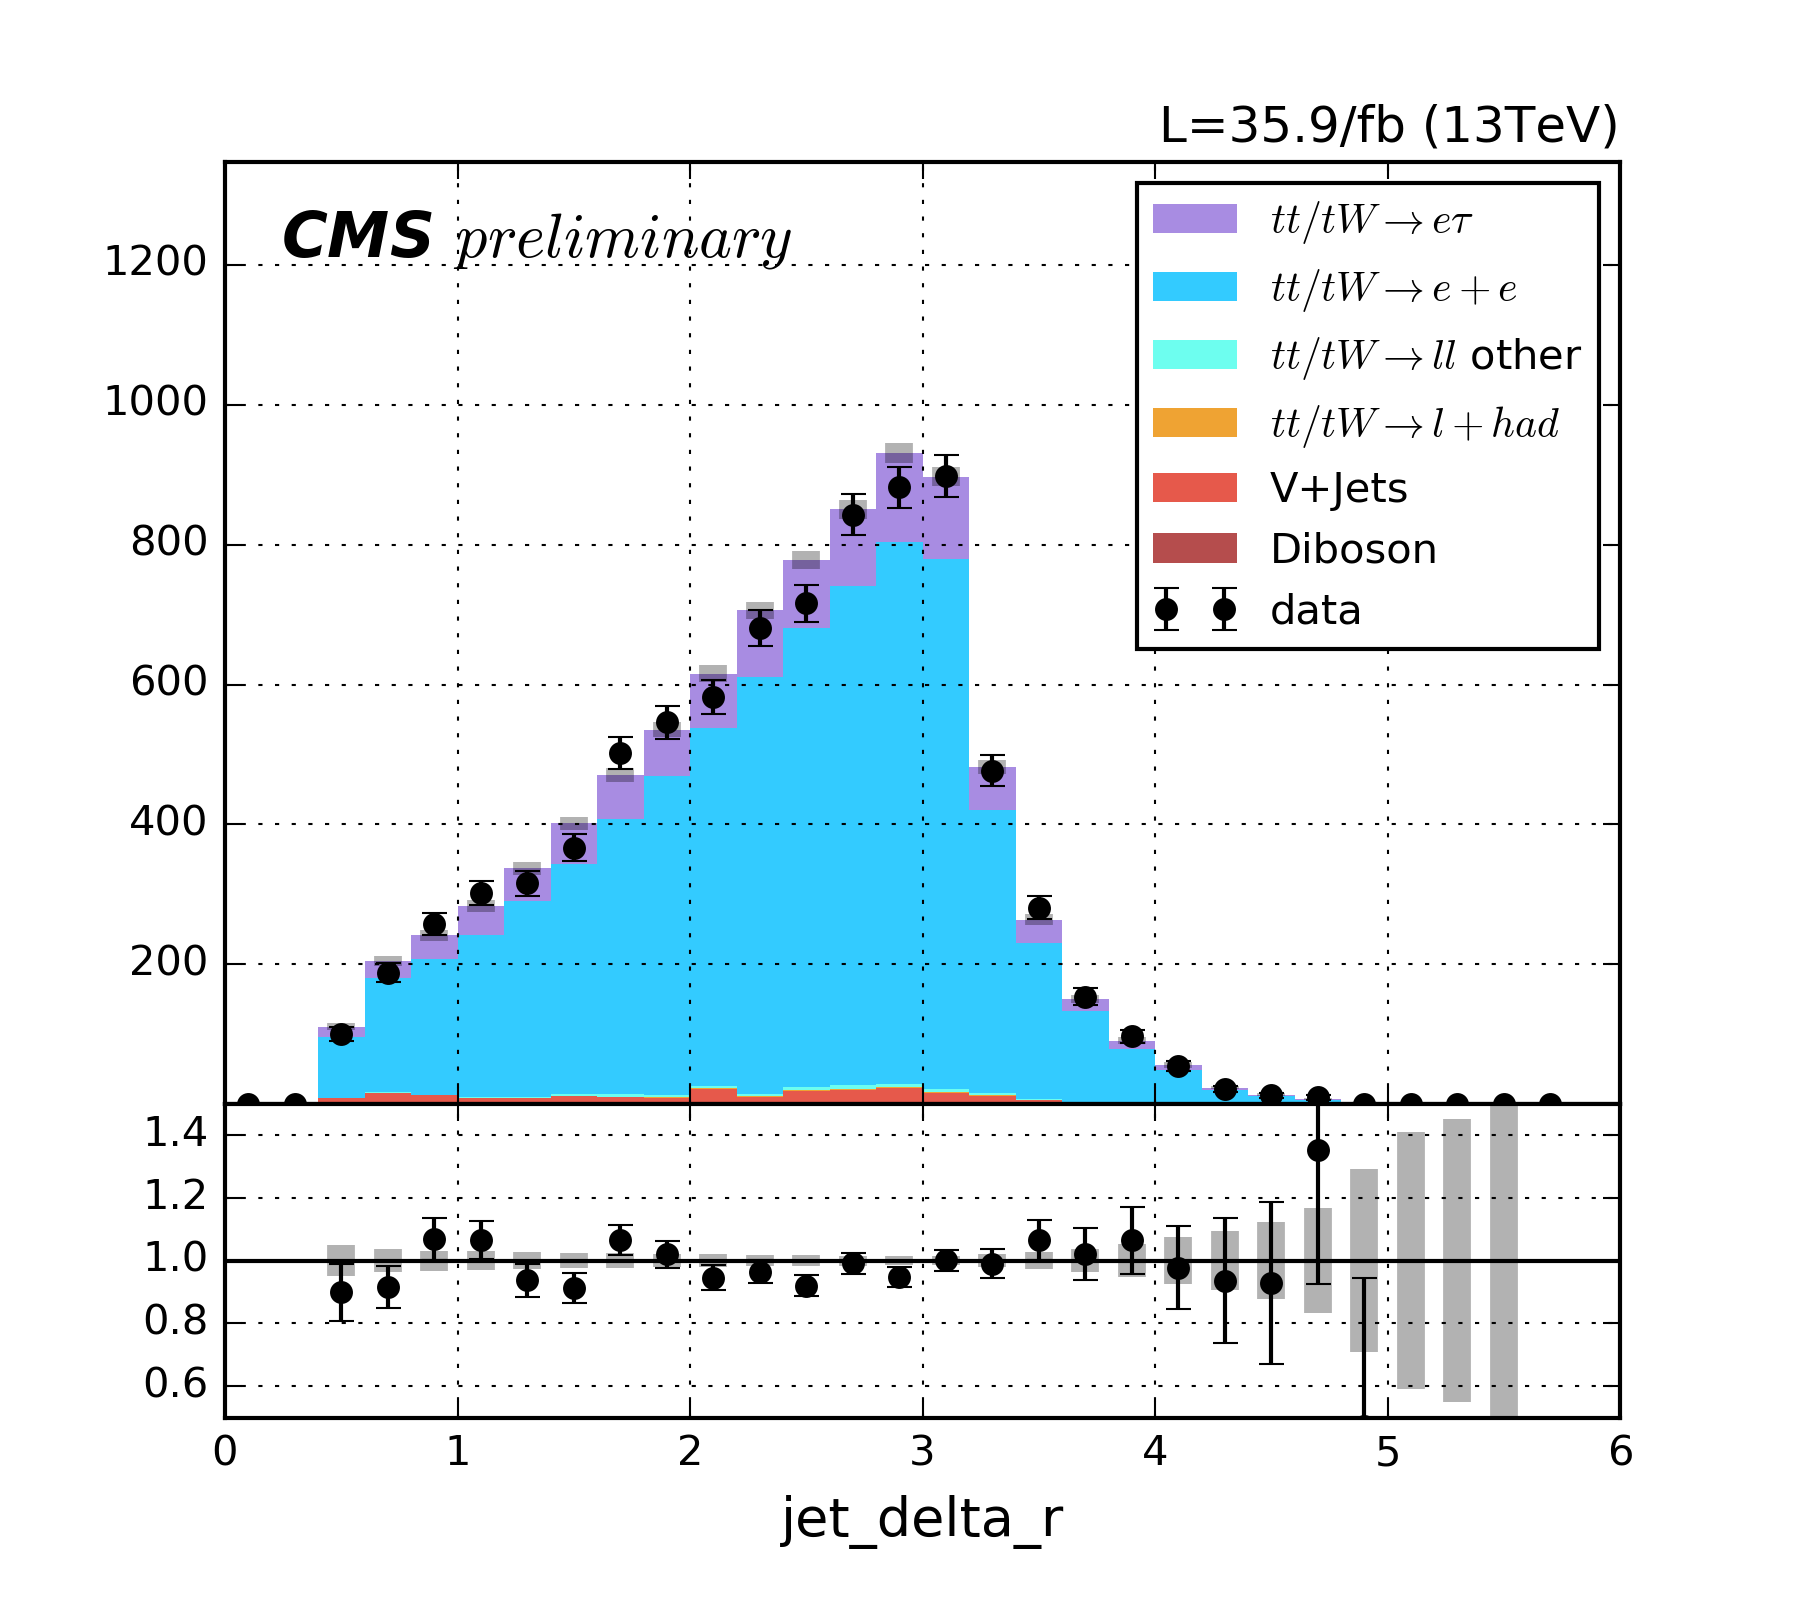 L=35.9/fb (13TeV)
CMS preliminary
tt/tW → eτ
tt/tW → e + e
tt/tW → ll other
tt/tW → l + had
V+Jets
Diboson
data
1200
1000
800
600
400
200
1.4
1.2
1.0
0.8
0.6
0 1 2 3 4 5 6
jet_delta_r